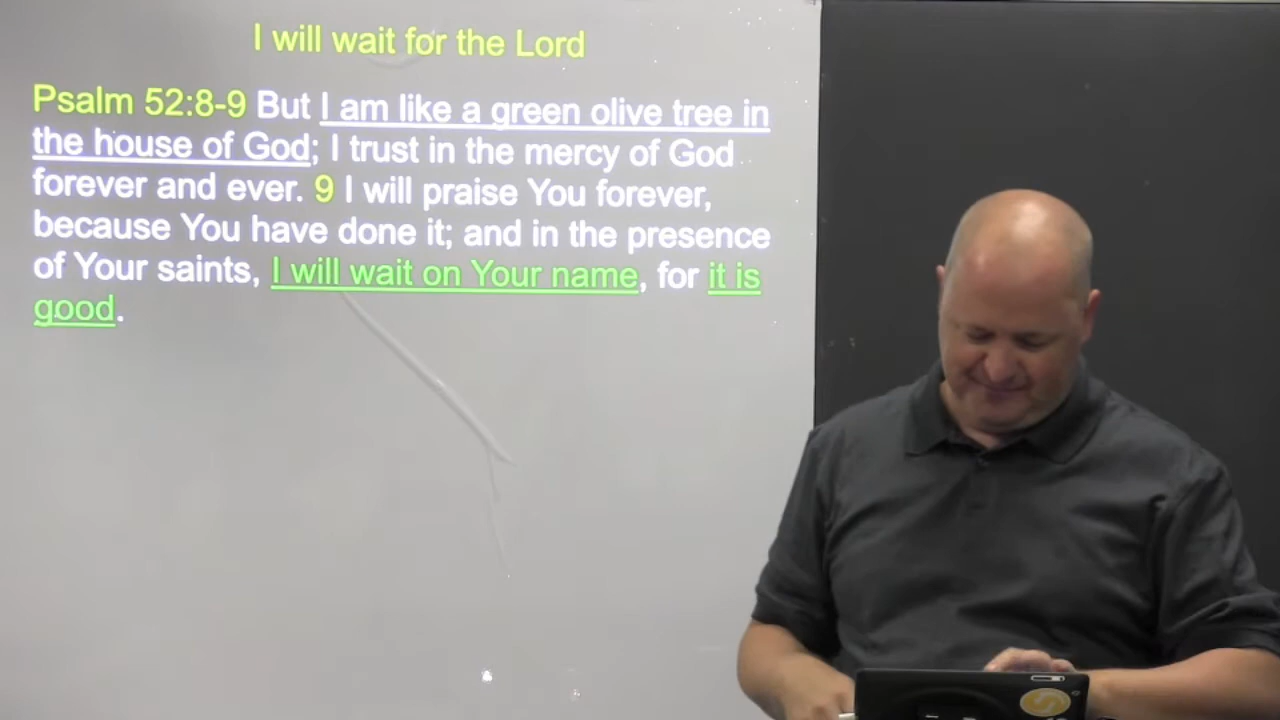 I will wait for the Lord
Psalm 52:8-9 But I am like a green olive tree in
the house of God; I trust in the mercy of God
forever and ever. 9 I will praise You forever,
because You have done it; and in the presence
of Your saints, I will wait on Your name, for it is
good.